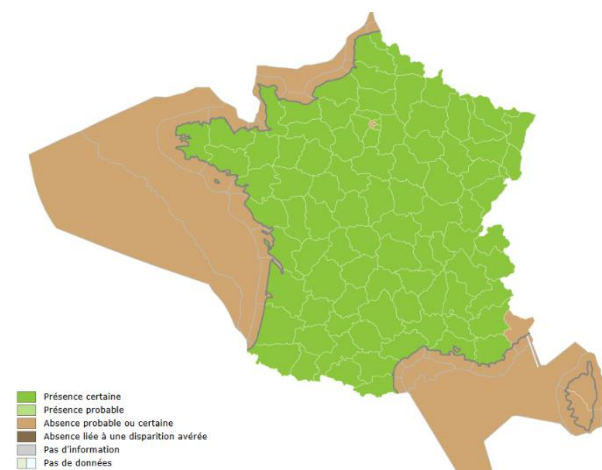 Présence certaine
Présence probable
Absence probable ou certaine
Absence liée à une disparition avérée
Pas d'information
Pas de données